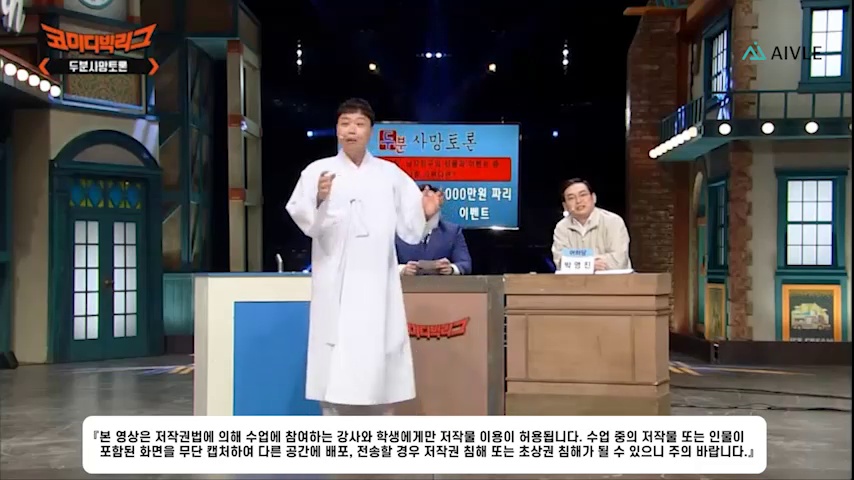 코미디빅리그
두분사망토론
AIVLE
두분 사망토론
000만원 짜리
이벤트
박영진
코미디빅리그
『본 영상은 저작권법에 의해 수업에 참여하는 강사와 학생에게만 저작물 이용이 허용됩니다. 수업 중의 저작물 또는 인물이
포함된 화면을 무단 캡처하여 다른 공간에 배포, 전송할 경우 저작권 침해 또는 초상권 침해가 될 수 있으니 주의 바랍니다.』